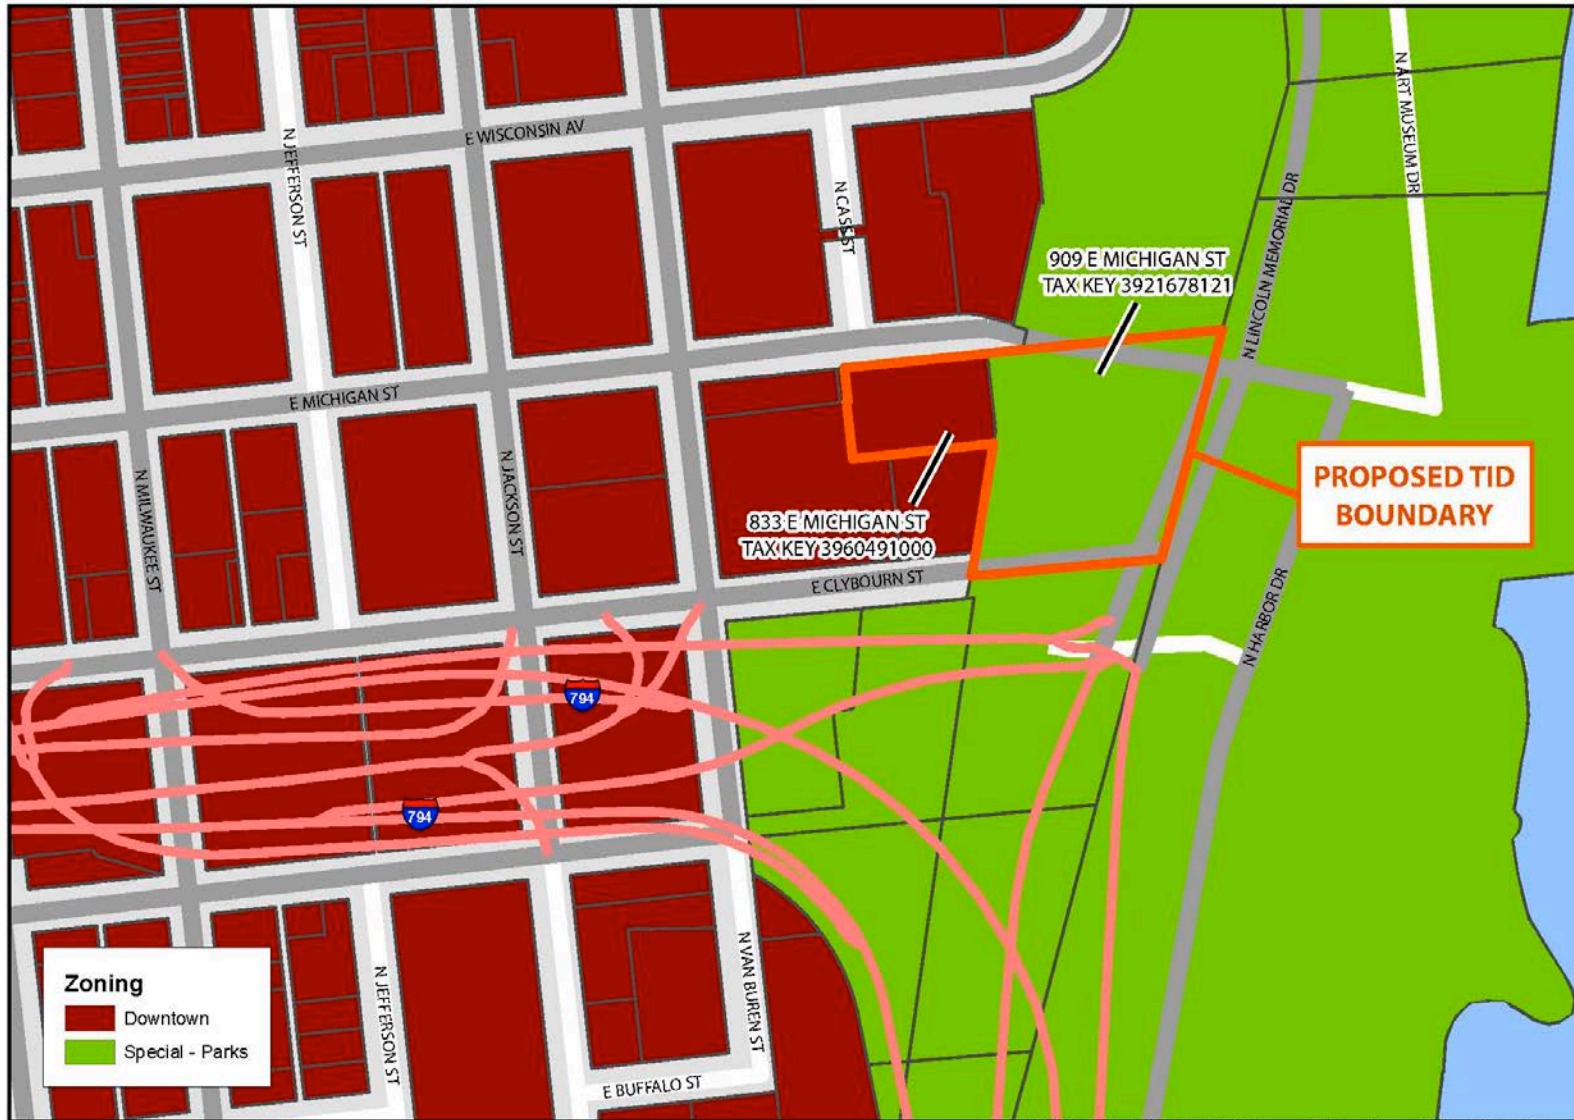 E WISCONSIN AV
N JEFFERSON ST
N CASS ST
N ART MUSEUM DR
N LINCOLN MEMORIAL DR
909 E MICHIGAN ST
TAX KEY 3921678121
E MICHIGAN ST
N MILWAUKEE ST
N JACKSON ST
833 E MICHIGAN ST
TAX KEY 3960491000
PROPOSED TID
BOUNDARY
E CLYBOURN ST
N HARBOR DR
794
794
Zoning
Downtown
Special - Parks
N JEFFERSON ST
N VAN BUREN ST
E BUFFALO ST